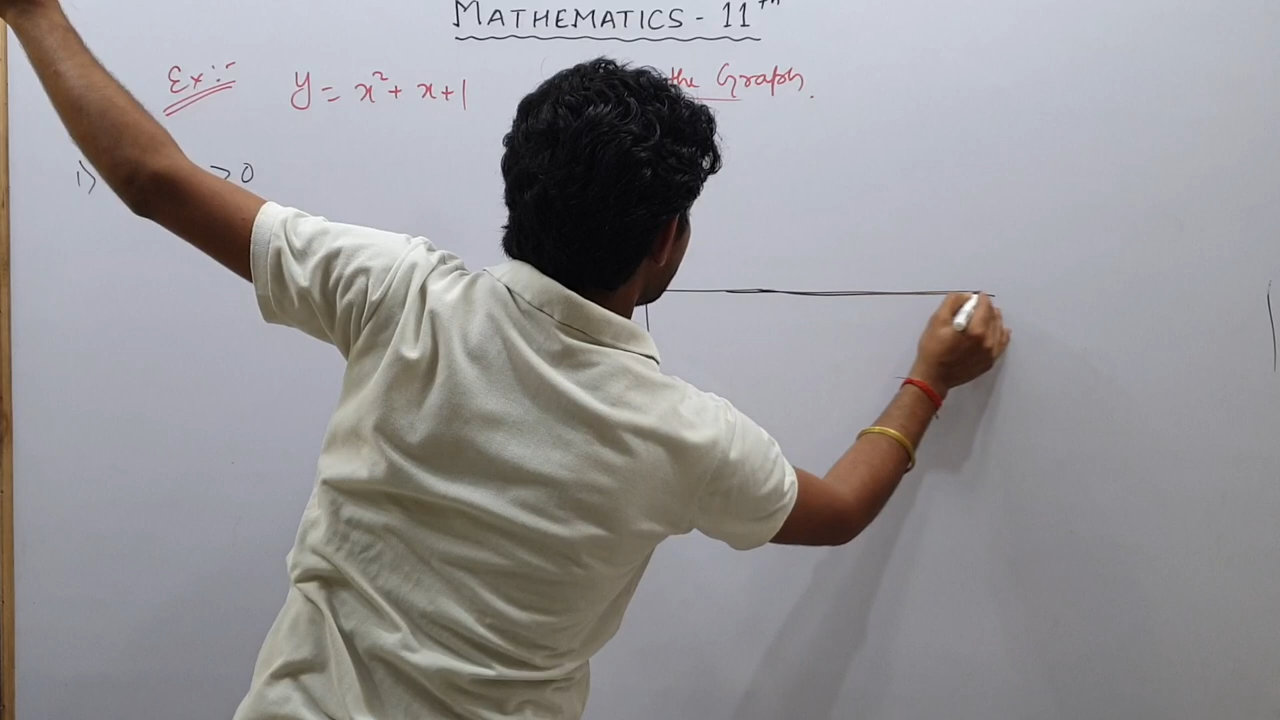 MATHEMATICS - 11th
Ex:- y = x² + x + 1 the Graph.
1) > 0